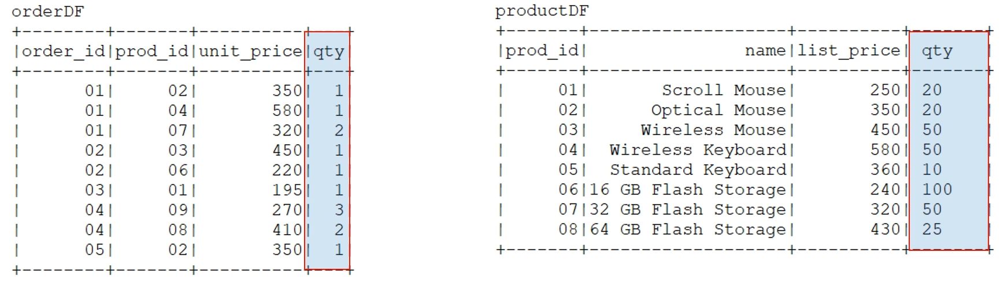 orderDF
+--------+-------+----------+---+
|order_id|prod_id|unit_price|qty|
+--------+-------+----------+---+
|      01|     02|       350|  1|
|      01|     04|       580|  1|
|      01|     07|       320|  2|
|      02|     03|       450|  1|
|      02|     06|       220|  1|
|      03|     01|       195|  1|
|      04|     09|       270|  3|
|      04|     08|       410|  2|
|      05|     02|       350|  1|
+--------+-------+----------+---+
productDF
+-------+-------------------+----------+-------+
|prod_id|               name|list_price| qty   |
+-------+-------------------+----------+-------+
|     01|       Scroll Mouse|       250| 20    |
|     02|      Optical Mouse|       350| 20    |
|     03|     Wireless Mouse|       450| 50    |
|     04|  Wireless Keyboard|       580| 50    |
|     05|  Standard Keyboard|       360| 10    |
|     06|16 GB Flash Storage|       240| 100   |
|     07|32 GB Flash Storage|       320| 50    |
|     08|64 GB Flash Storage|       430| 25    |
+-------+-------------------+----------+-------+